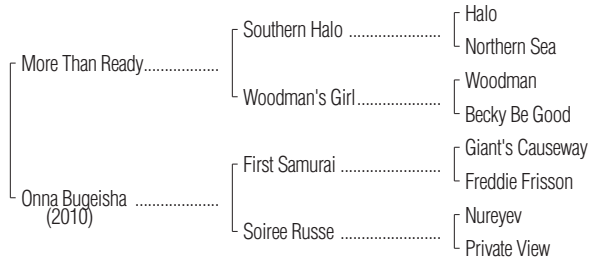 Halo
Southern Halo ....................
Northern Sea
More Than Ready..................
Woodman
Woodman's Girl....................
Becky Be Good
Giant's Causeway
First Samurai ......................
Freddie Frisson
Onna Bugeisha ....................
(2010)
Nureyev
Soiree Russe ......................
Private View